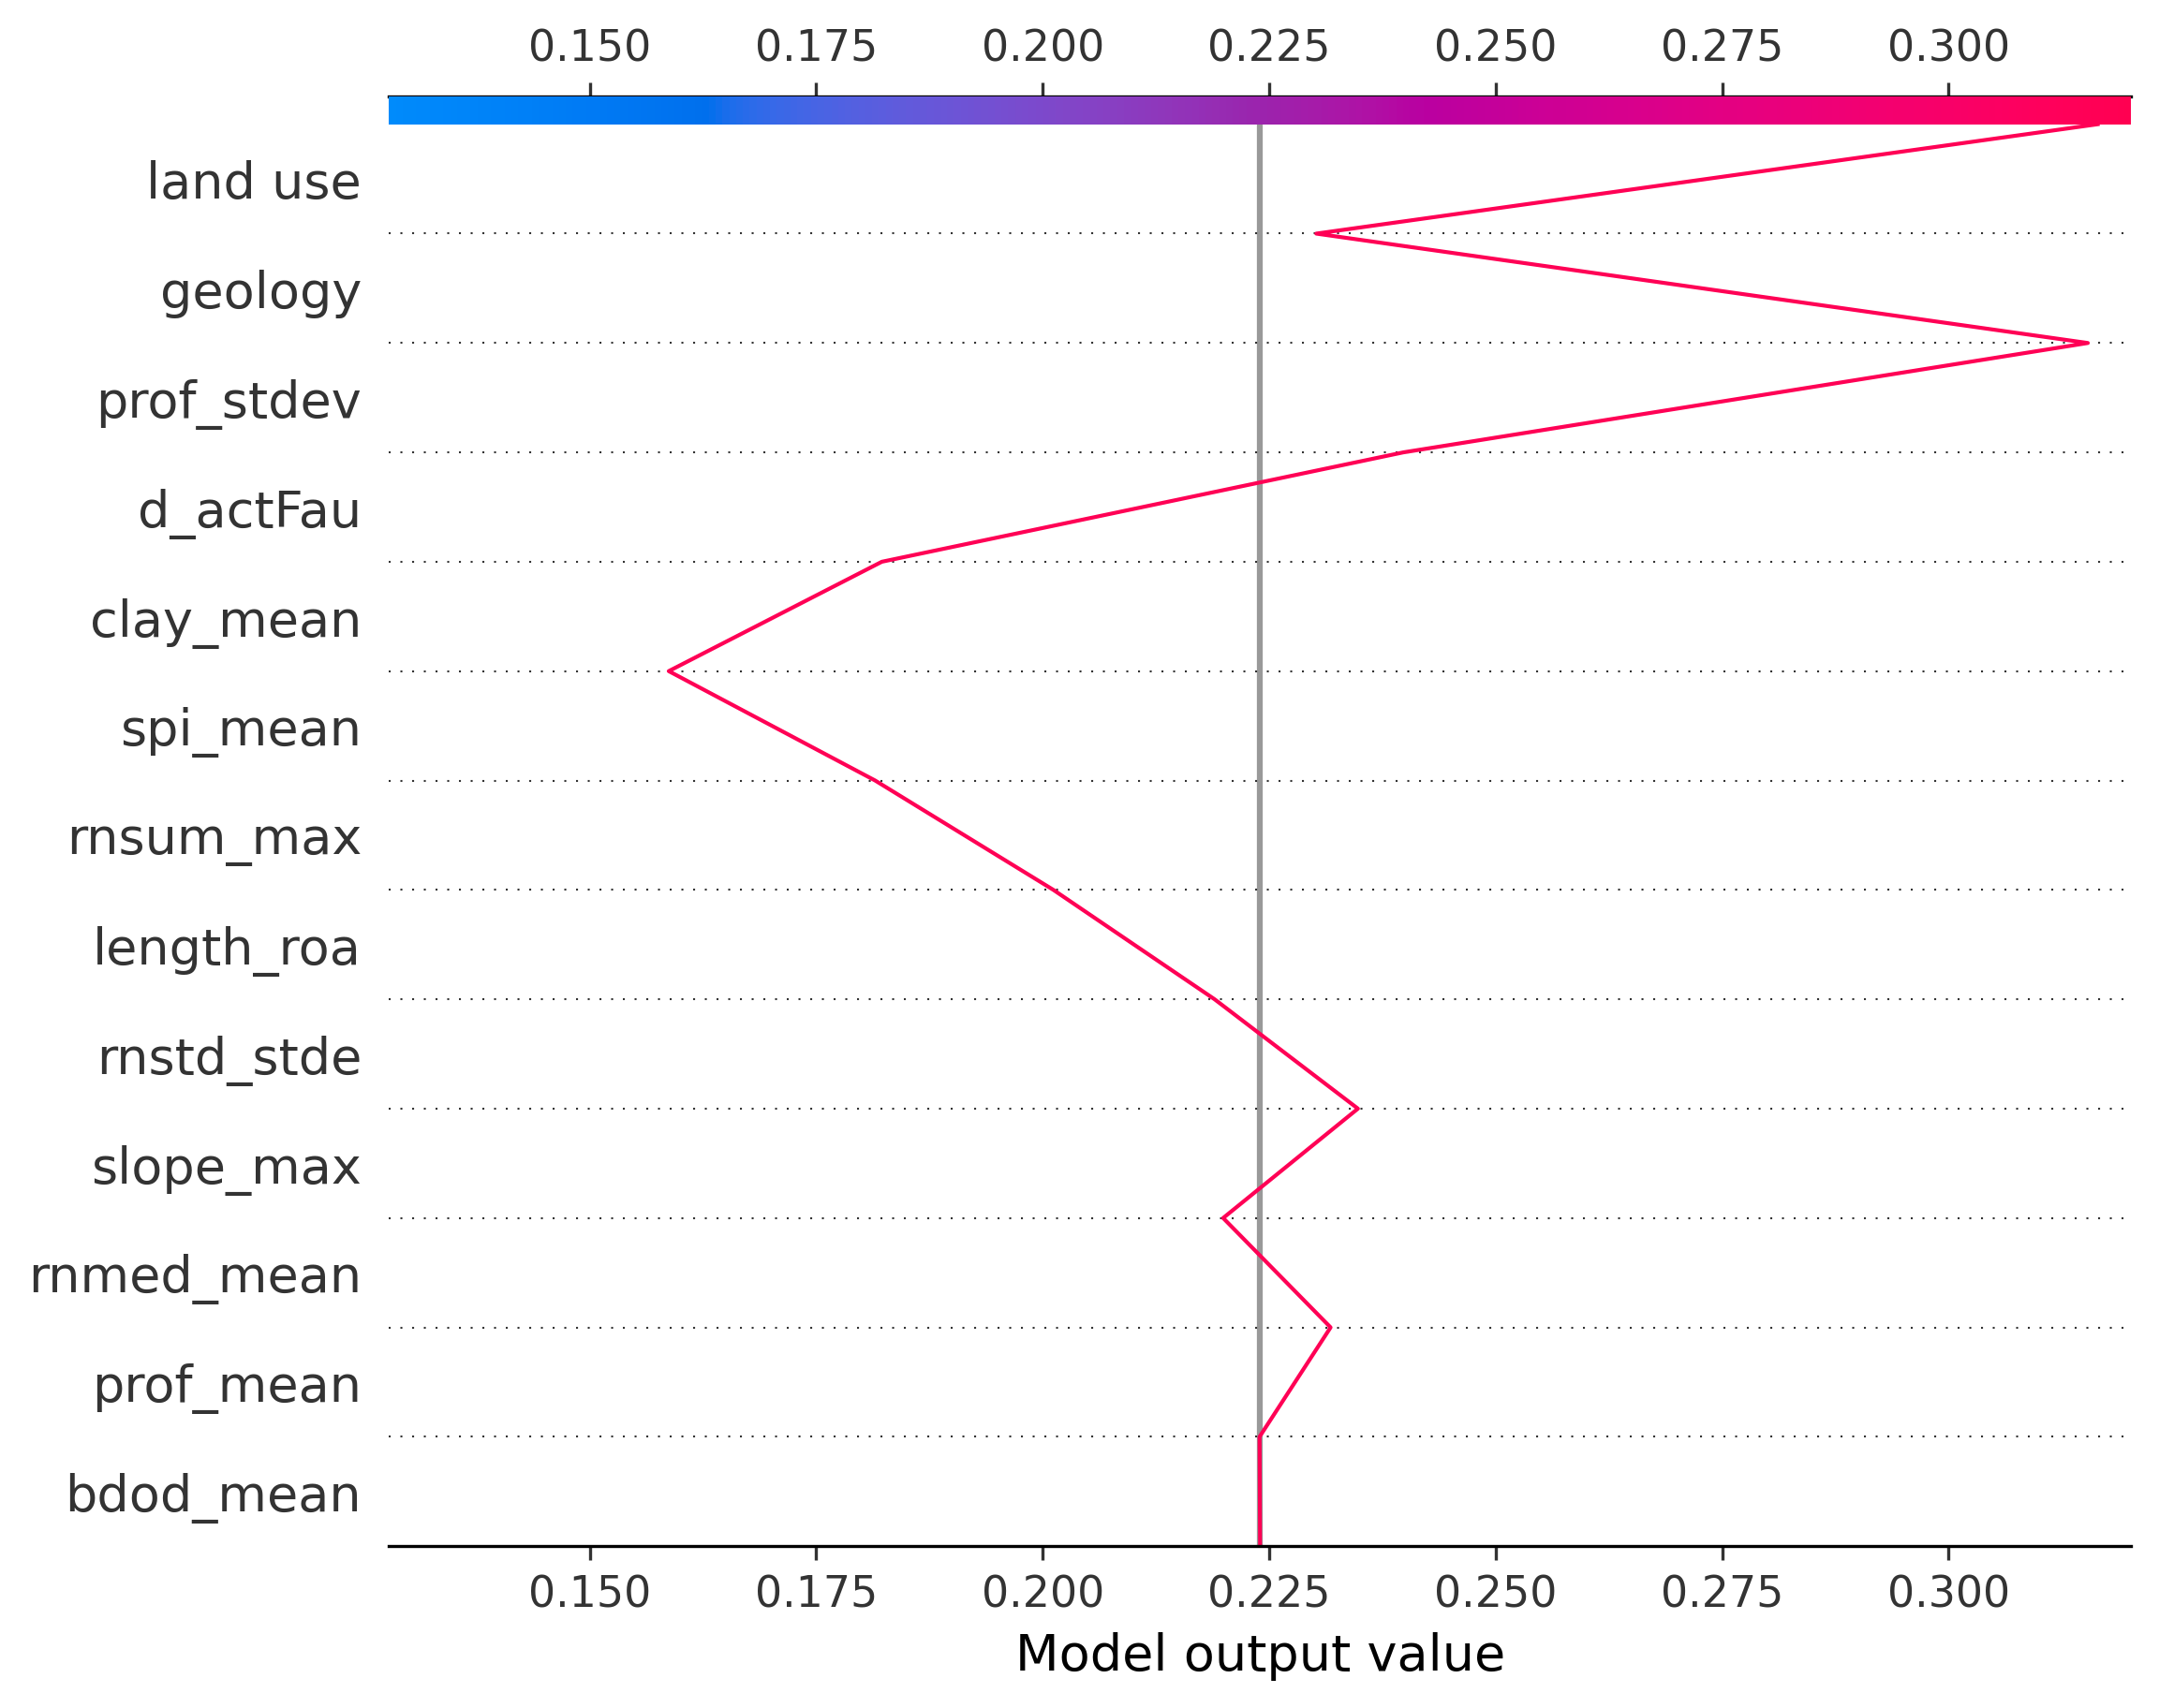 0.150 0.175 0.200 0.225 0.250 0.275 0.300
land use
geology
prof_stdev
d_actFau
clay_mean
spi_mean
rnsum_max
length_roa
rnstd_stde
slope_max
rnmed_mean
prof_mean
bdod_mean
0.150 0.175 0.200 0.225 0.250 0.275 0.300
Model output value